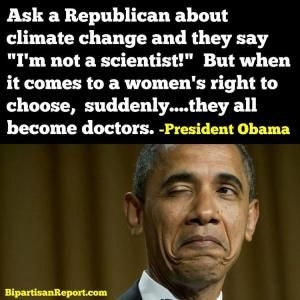 Ask a Republican about
climate change and they say
"I'm not a scientist!"  But when
it comes to a women's right to
choose,  suddenly....they all
become doctors. -President Obama
BipartisanReport.com